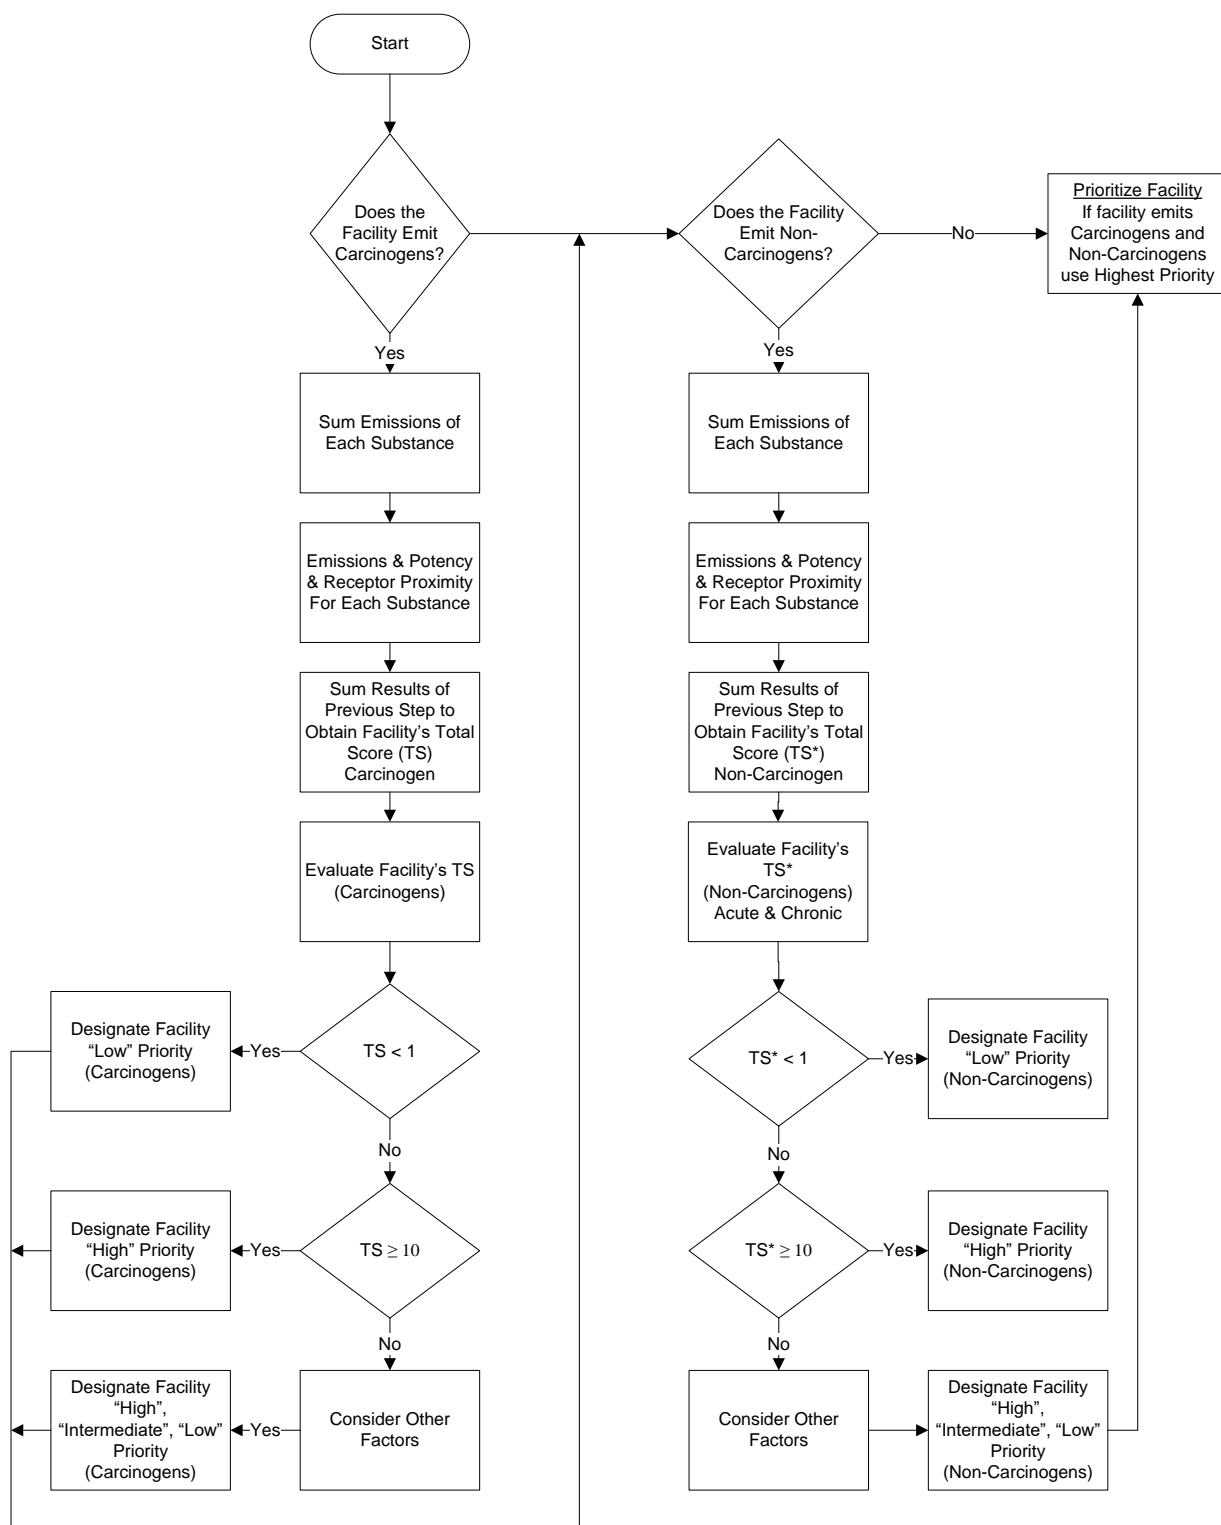 Start
Does the
Facility Emit
Carcinogens?
Does the Facility
Emit Non-
Carcinogens?
No
Prioritize Facility
If facility emits
Carcinogens and
Non-Carcinogens
use Highest Priority
Yes
Yes
Sum Emissions of
Each Substance
Sum Emissions of
Each Substance
Emissions & Potency
& Receptor Proximity
For Each Substance
Emissions & Potency
& Receptor Proximity
For Each Substance
Sum Results of
Previous Step to
Obtain Facility’s Total
Score (TS)
Carcinogen
Sum Results of
Previous Step to
Obtain Facility’s Total
Score (TS*)
Non-Carcinogen
Evaluate Facility’s TS
(Carcinogens)
Evaluate Facility’s
TS*
(Non-Carcinogens)
Acute & Chronic
Designate Facility
“Low” Priority
(Carcinogens)
Yes
TS < 1
TS* < 1
Yes
Designate Facility
“Low” Priority
(Non-Carcinogens)
No
No
Designate Facility
“High” Priority
(Carcinogens)
Yes
TS ≥ 10
TS* ≥ 10
Yes
Designate Facility
“High” Priority
(Non-Carcinogens)
No
No
Designate Facility
“High”,
“Intermediate”, “Low”
Priority
(Carcinogens)
Yes
Consider Other
Factors
Consider Other
Factors
Designate Facility
“High”,
“Intermediate”, “Low”
Priority
(Non-Carcinogens)